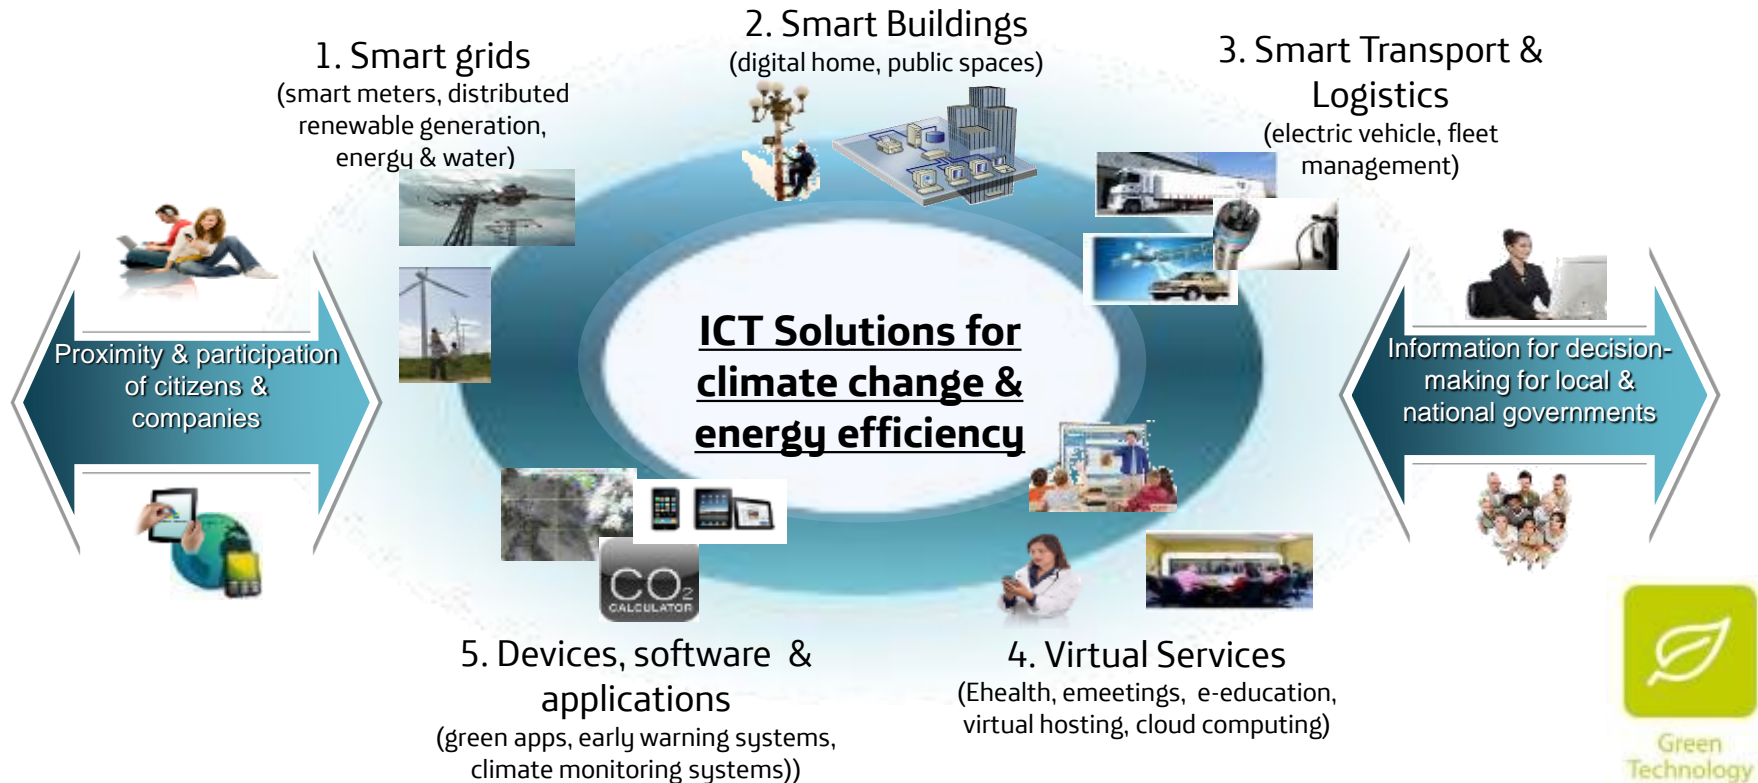 1. Smart grids
(smart meters, distributed
renewable generation,
energy & water)
2. Smart Buildings
(digital home, public spaces)
3. Smart Transport &
Logistics
(electric vehicle, fleet
management)
Proximity & participation
of citizens &
companies
ICT Solutions for
climate change &
energy efficiency
Information for decision-
making for local &
national governments
CO2
CALCULATOR
5. Devices, software &
applications
(green apps, early warning systems,
climate monitoring systems))
4. Virtual Services
(Ehealth, emeetings, e-education,
virtual hosting, cloud computing)
Green
Technology